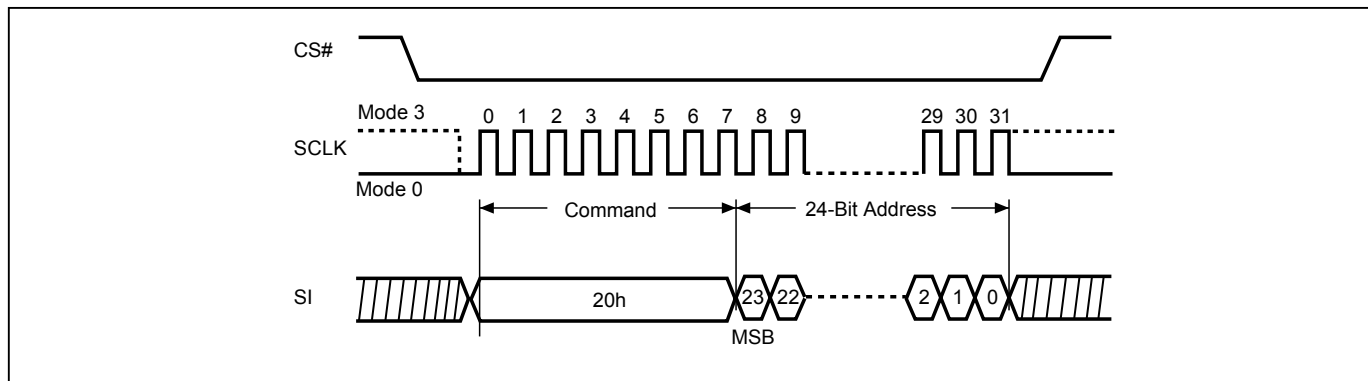 CS#
Mode 3
0 1 2 3 4 5 6 7 8 9 29 30 31
SCLK
Mode 0
Command 24-Bit Address
SI 20h 23 22 2 1 0
MSB